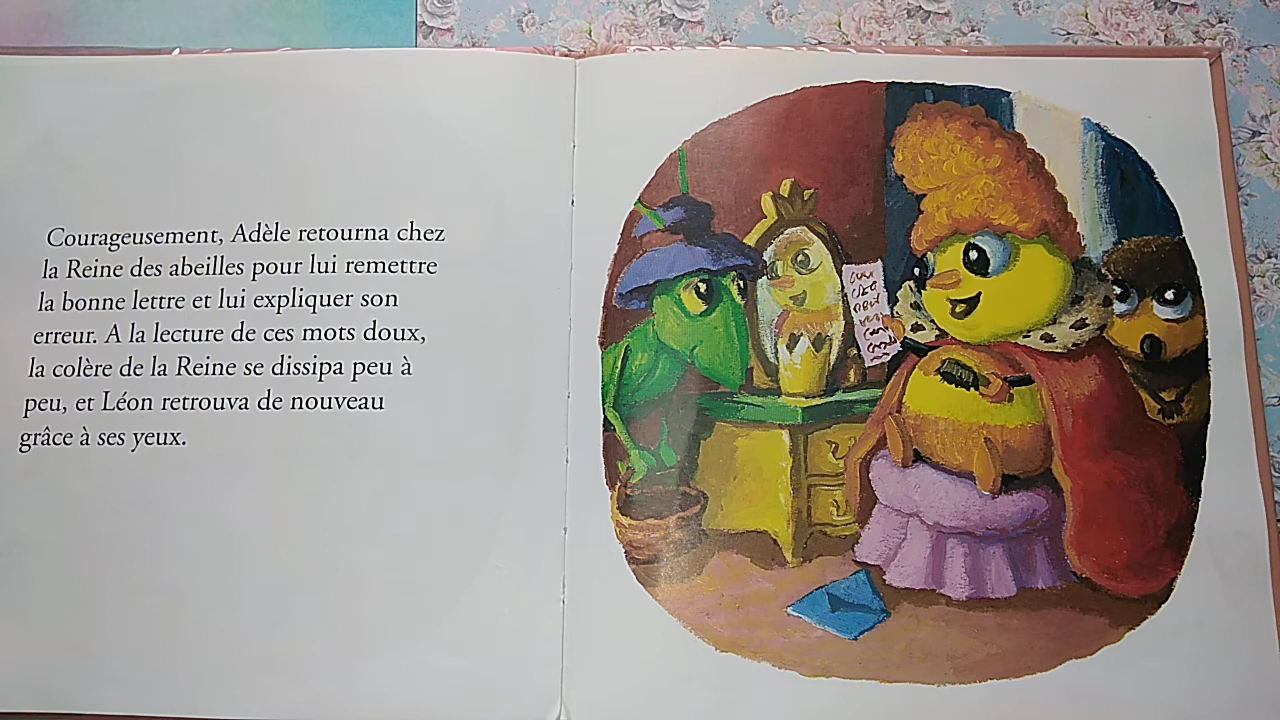 Courageusement, Adèle retourna chez
la Reine des abeilles pour lui remettre
la bonne lettre et lui expliquer son
erreur. A la lecture de ces mots doux,
la colère de la Reine se dissipa peu à
peu, et Léon retrouva de nouveau
grâce à ses yeux.